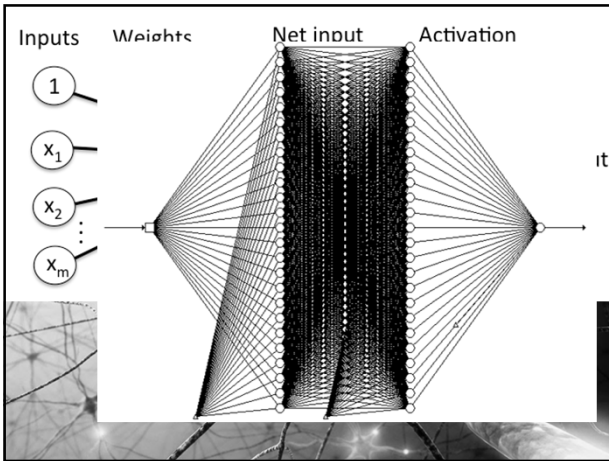 Inputs Weights Net input Activation
1
x₁
x₂
⋮
xₘ